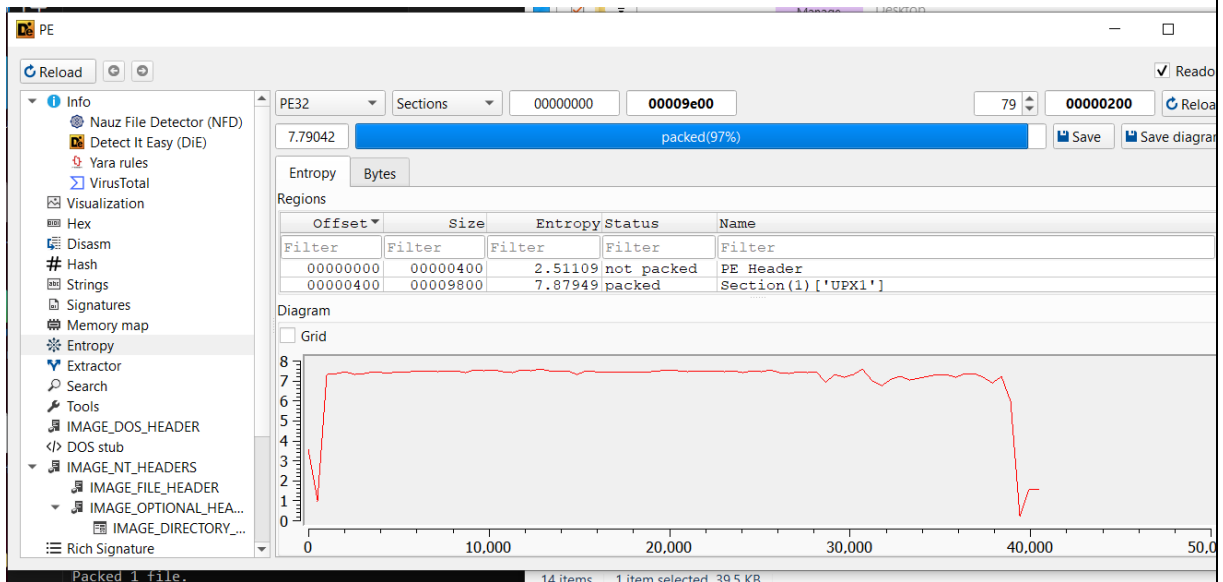 Manage Desktop
PE
Reload
Reado
Info
Nauz File Detector (NFD)
Detect It Easy (DiE)
Yara rules
VirusTotal
Visualization
Hex
Disasm
Hash
Strings
Signatures
Memory map
Entropy
Extractor
Search
Tools
IMAGE_DOS_HEADER
DOS stub
IMAGE_NT_HEADERS
IMAGE_FILE_HEADER
IMAGE_OPTIONAL_HEA...
IMAGE_DIRECTORY_...
Rich Signature
PE32 Sections 00000000 00009e00 79 00000200 Reloa
7.79042 packed(97%) Save Save diagrar
Entropy Bytes
Regions
Offset Size Entropy Status Name
Filter Filter Filter Filter Filter
00000000 00000400 2.51109 not packed PE Header
00000400 00009800 7.87949 packed Section(1)['UPX1']
Diagram
Grid
8
7
6
5
4
3
2
1
0
0 10,000 20,000 30,000 40,000 50,0
Packed 1 file.
14 items 1 item selected 39.5 KB